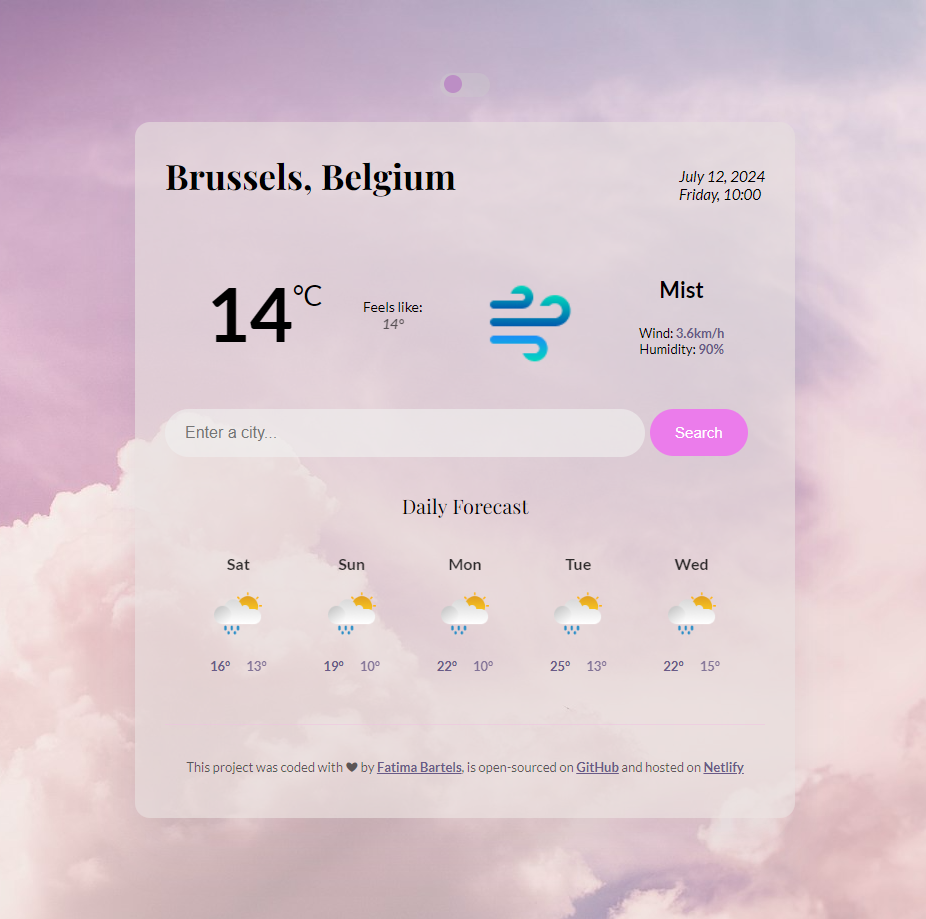 Brussels, Belgium
July 12, 2024
Friday, 10:00
14°C
Feels like:
14°
Mist
Wind: 3.6km/h
Humidity: 90%
Enter a city...
Search
Daily Forecast
Sat Sun Mon Tue Wed
16° 13° 19° 10° 22° 10° 25° 13° 22° 15°
This project was coded with ♥ by Fatima Bartels, is open-sourced on GitHub and hosted on Netlify